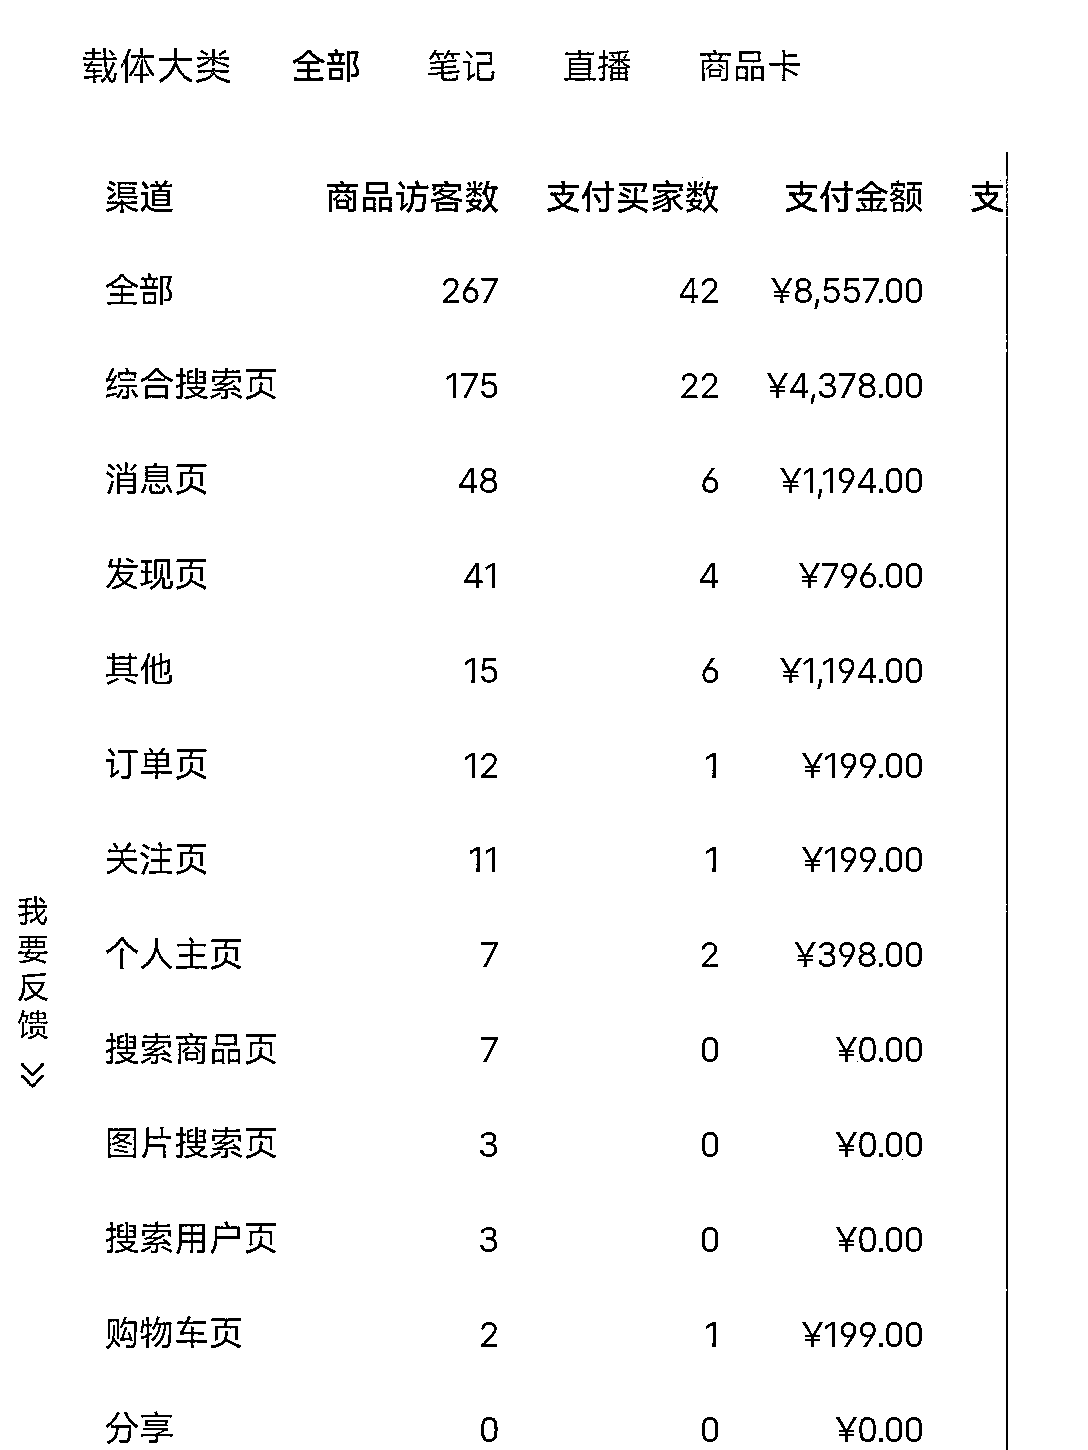 载体大类 全部 笔记 直播 商品卡
渠道 商品访客数 支付买家数 支付金额 支
全部 267 42 ¥8,557.00
综合搜索页 175 22 ¥4,378.00
消息页 48 6 ¥1,194.00
发现页 41 4 ¥796.00
其他 15 6 ¥1,194.00
订单页 12 1 ¥199.00
关注页 11 1 ¥199.00
个人主页 7 2 ¥398.00
搜索商品页 7 0 ¥0.00
图片搜索页 3 0 ¥0.00
搜索用户页 3 0 ¥0.00
购物车页 2 1 ¥199.00
分享 0 0 ¥0.00
我要反馈